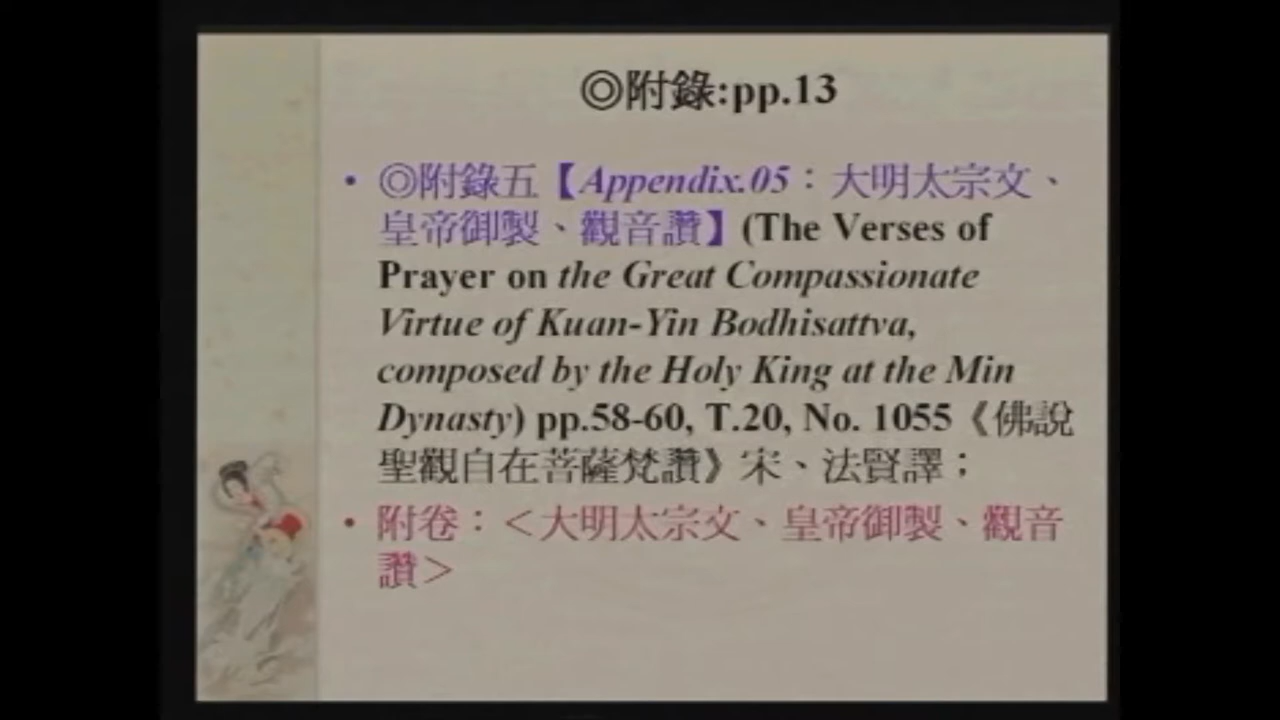 ◎附錄:pp.13
• ◎附錄五【Appendix.05：大明太宗文、
皇帝御製、觀音讚】(The Verses of
Prayer on the Great Compassionate
Virtue of Kuan-Yin Bodhisattva,
composed by the Holy King at the Min
Dynasty) pp.58-60, T.20, No. 1055《佛說
聖觀自在菩薩梵讚》宋、法賢譯；
• 附卷：＜大明太宗文、皇帝御製、觀音
讚＞